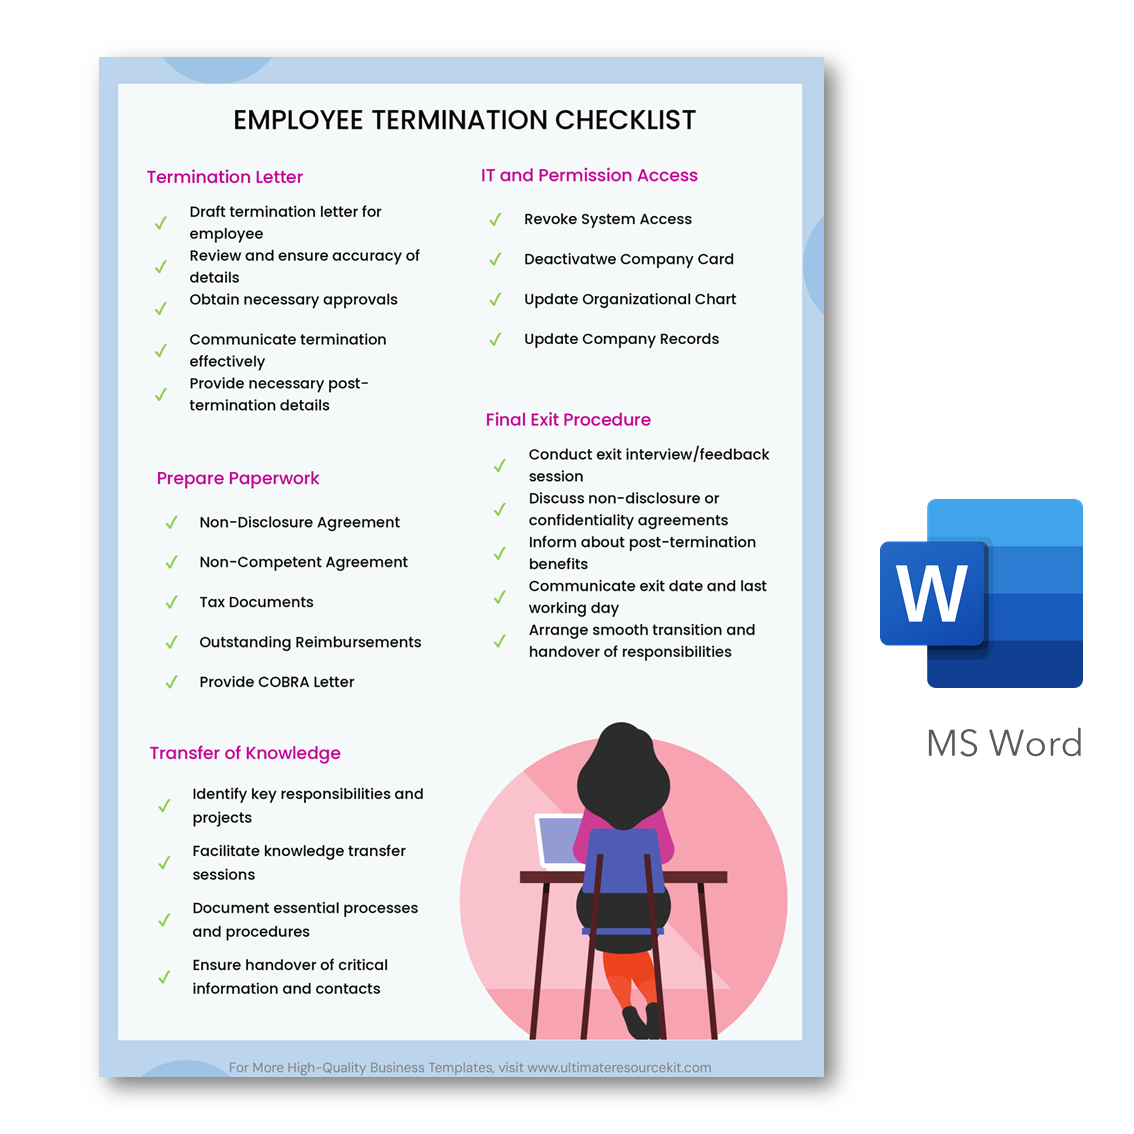 EMPLOYEE TERMINATION CHECKLIST
Termination Letter
Draft termination letter for
employee
Review and ensure accuracy of
details
Obtain necessary approvals
Communicate termination
effectively
Provide necessary post-
termination details
Prepare Paperwork
Non-Disclosure Agreement
Non-Competent Agreement
Tax Documents
Outstanding Reimbursements
Provide COBRA Letter
Transfer of Knowledge
Identify key responsibilities and
projects
Facilitate knowledge transfer
sessions
Document essential processes
and procedures
Ensure handover of critical
information and contacts
IT and Permission Access
Revoke System Access
Deactivatwe Company Card
Update Organizational Chart
Update Company Records
Final Exit Procedure
Conduct exit interview/feedback
session
Discuss non-disclosure or
confidentiality agreements
Inform about post-termination
benefits
Communicate exit date and last
working day
Arrange smooth transition and
handover of responsibilities
For More High-Quality Business Templates, visit www.ultimateresourcekit.com
W
MS Word